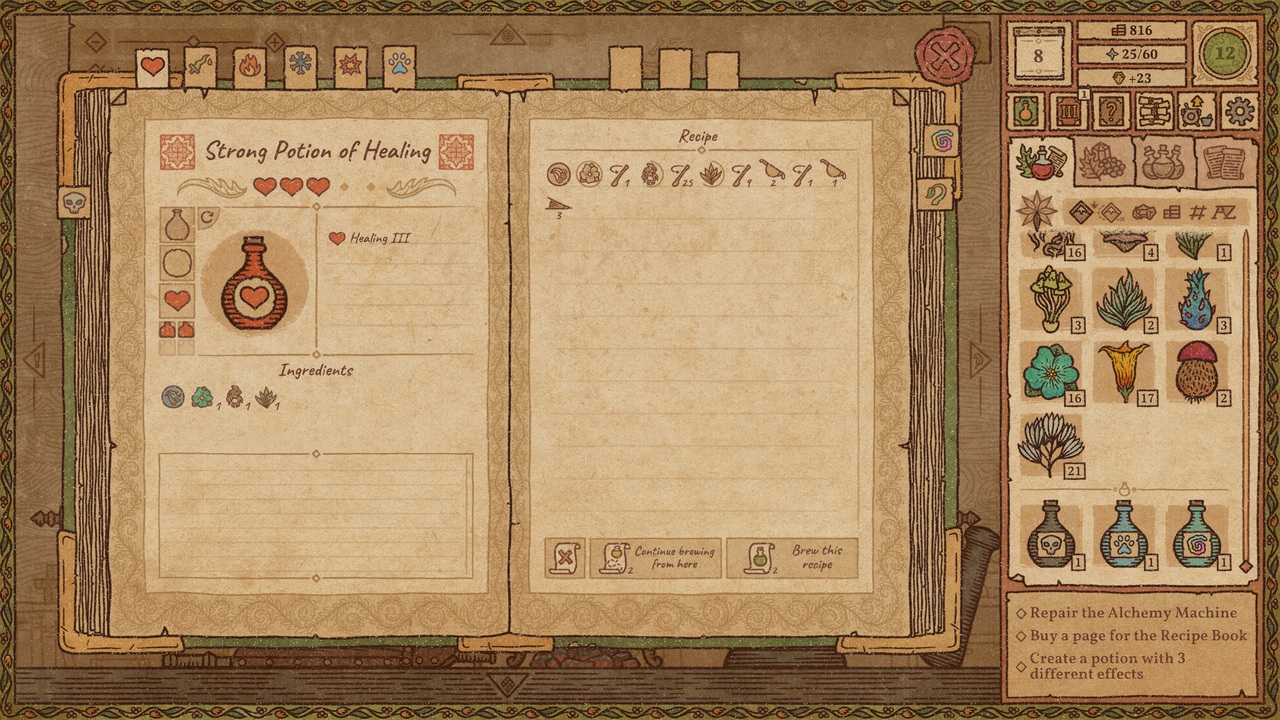 8
816
25/60
+23
12
1
Strong Potion of Healing
Healing III
Ingredients
1
1
1
Recipe
1
25
9
2
1
1
3
2
Continue brewing
from here
2
Brew this
recipe
# AZ
16
4
1
3
2
3
16
17
2
21
1
1
1
Repair the Alchemy Machine
Buy a page for the Recipe Book
Create a potion with 3
different effects